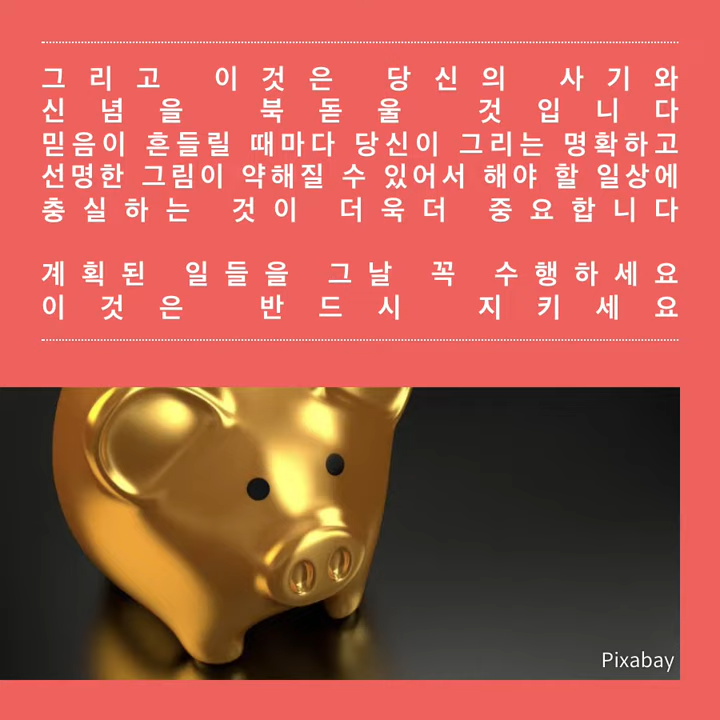 그리고 이것은 당신의 사기와
신념을 북돋울 것입니다
믿음이 흔들릴 때마다 당신이 그리는 명확하고
선명한 그림이 약해질 수 있어서 해야 할 일상에
충실하는 것이 더욱더 중요합니다
계획된 일들을 그날 꼭 수행하세요
이것은 반드시 지키세요
Pixabay